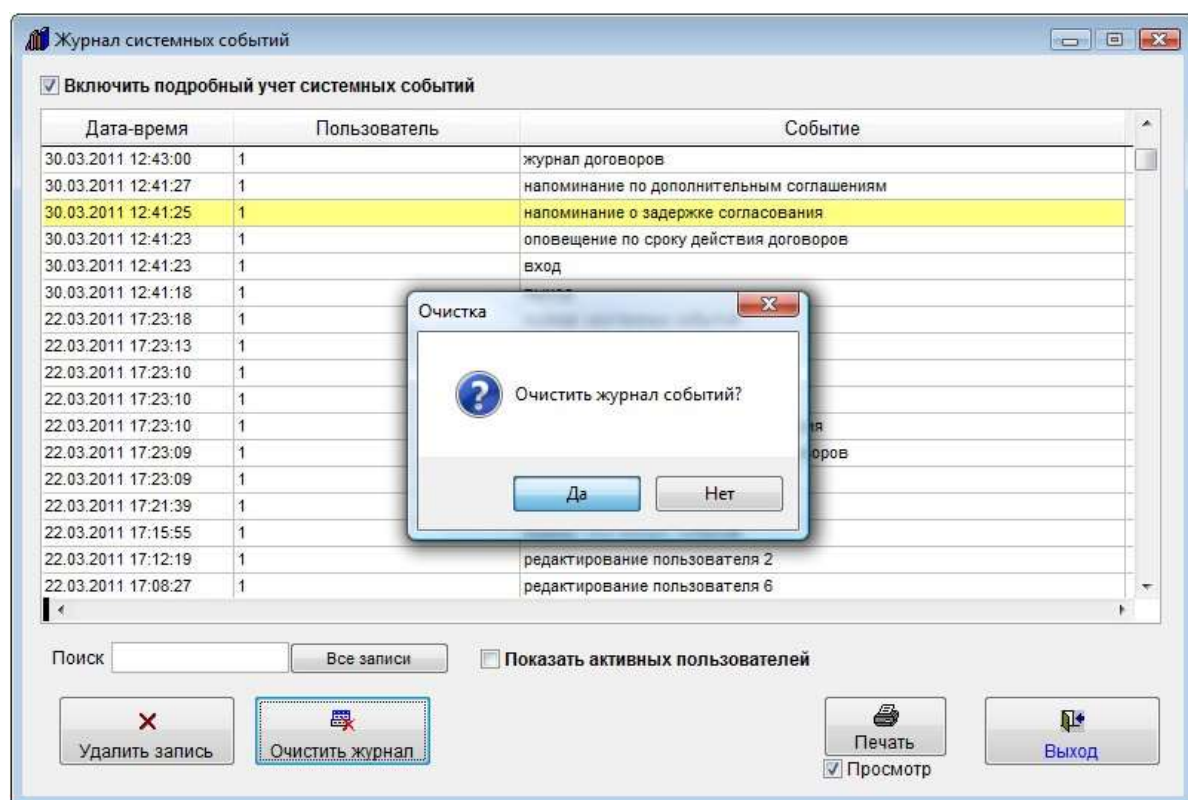 Журнал системных событий
Включить подробный учет системных событий
Дата-время Пользователь Событие
30.03.2011 12:43:00 1 журнал договоров
30.03.2011 12:41:27 1 напоминание по дополнительным соглашениям
30.03.2011 12:41:25 1 напоминание о задержке согласования
30.03.2011 12:41:23 1 оповещение по сроку действия договоров
30.03.2011 12:41:23 1 вход
30.03.2011 12:41:18 1
Очистка
22.03.2011 17:23:18 1
22.03.2011 17:23:13 1
22.03.2011 17:23:10 1
22.03.2011 17:23:10 1
Очистить журнал событий?
22.03.2011 17:23:10 1
22.03.2011 17:23:09 1
22.03.2011 17:23:09 1
22.03.2011 17:21:39 1
Да Нет
22.03.2011 17:15:55 1
22.03.2011 17:12:19 1 редактирование пользователя 2
22.03.2011 17:08:27 1 редактирование пользователя 6
Поиск Все записи Показать активных пользователей
Удалить запись Очистить журнал Печать Выход
Просмотр